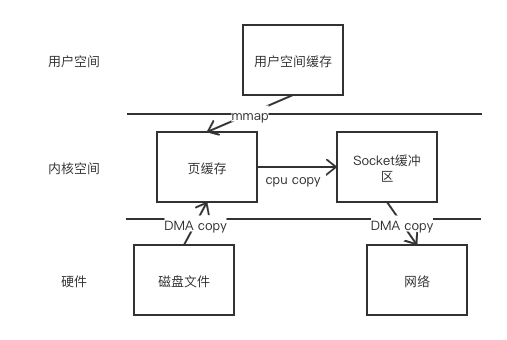 用户空间
用户空间缓存
mmap
内核空间
页缓存
cpu copy
Socket缓冲
区
DMA copy
DMA copy
硬件
磁盘文件
网络